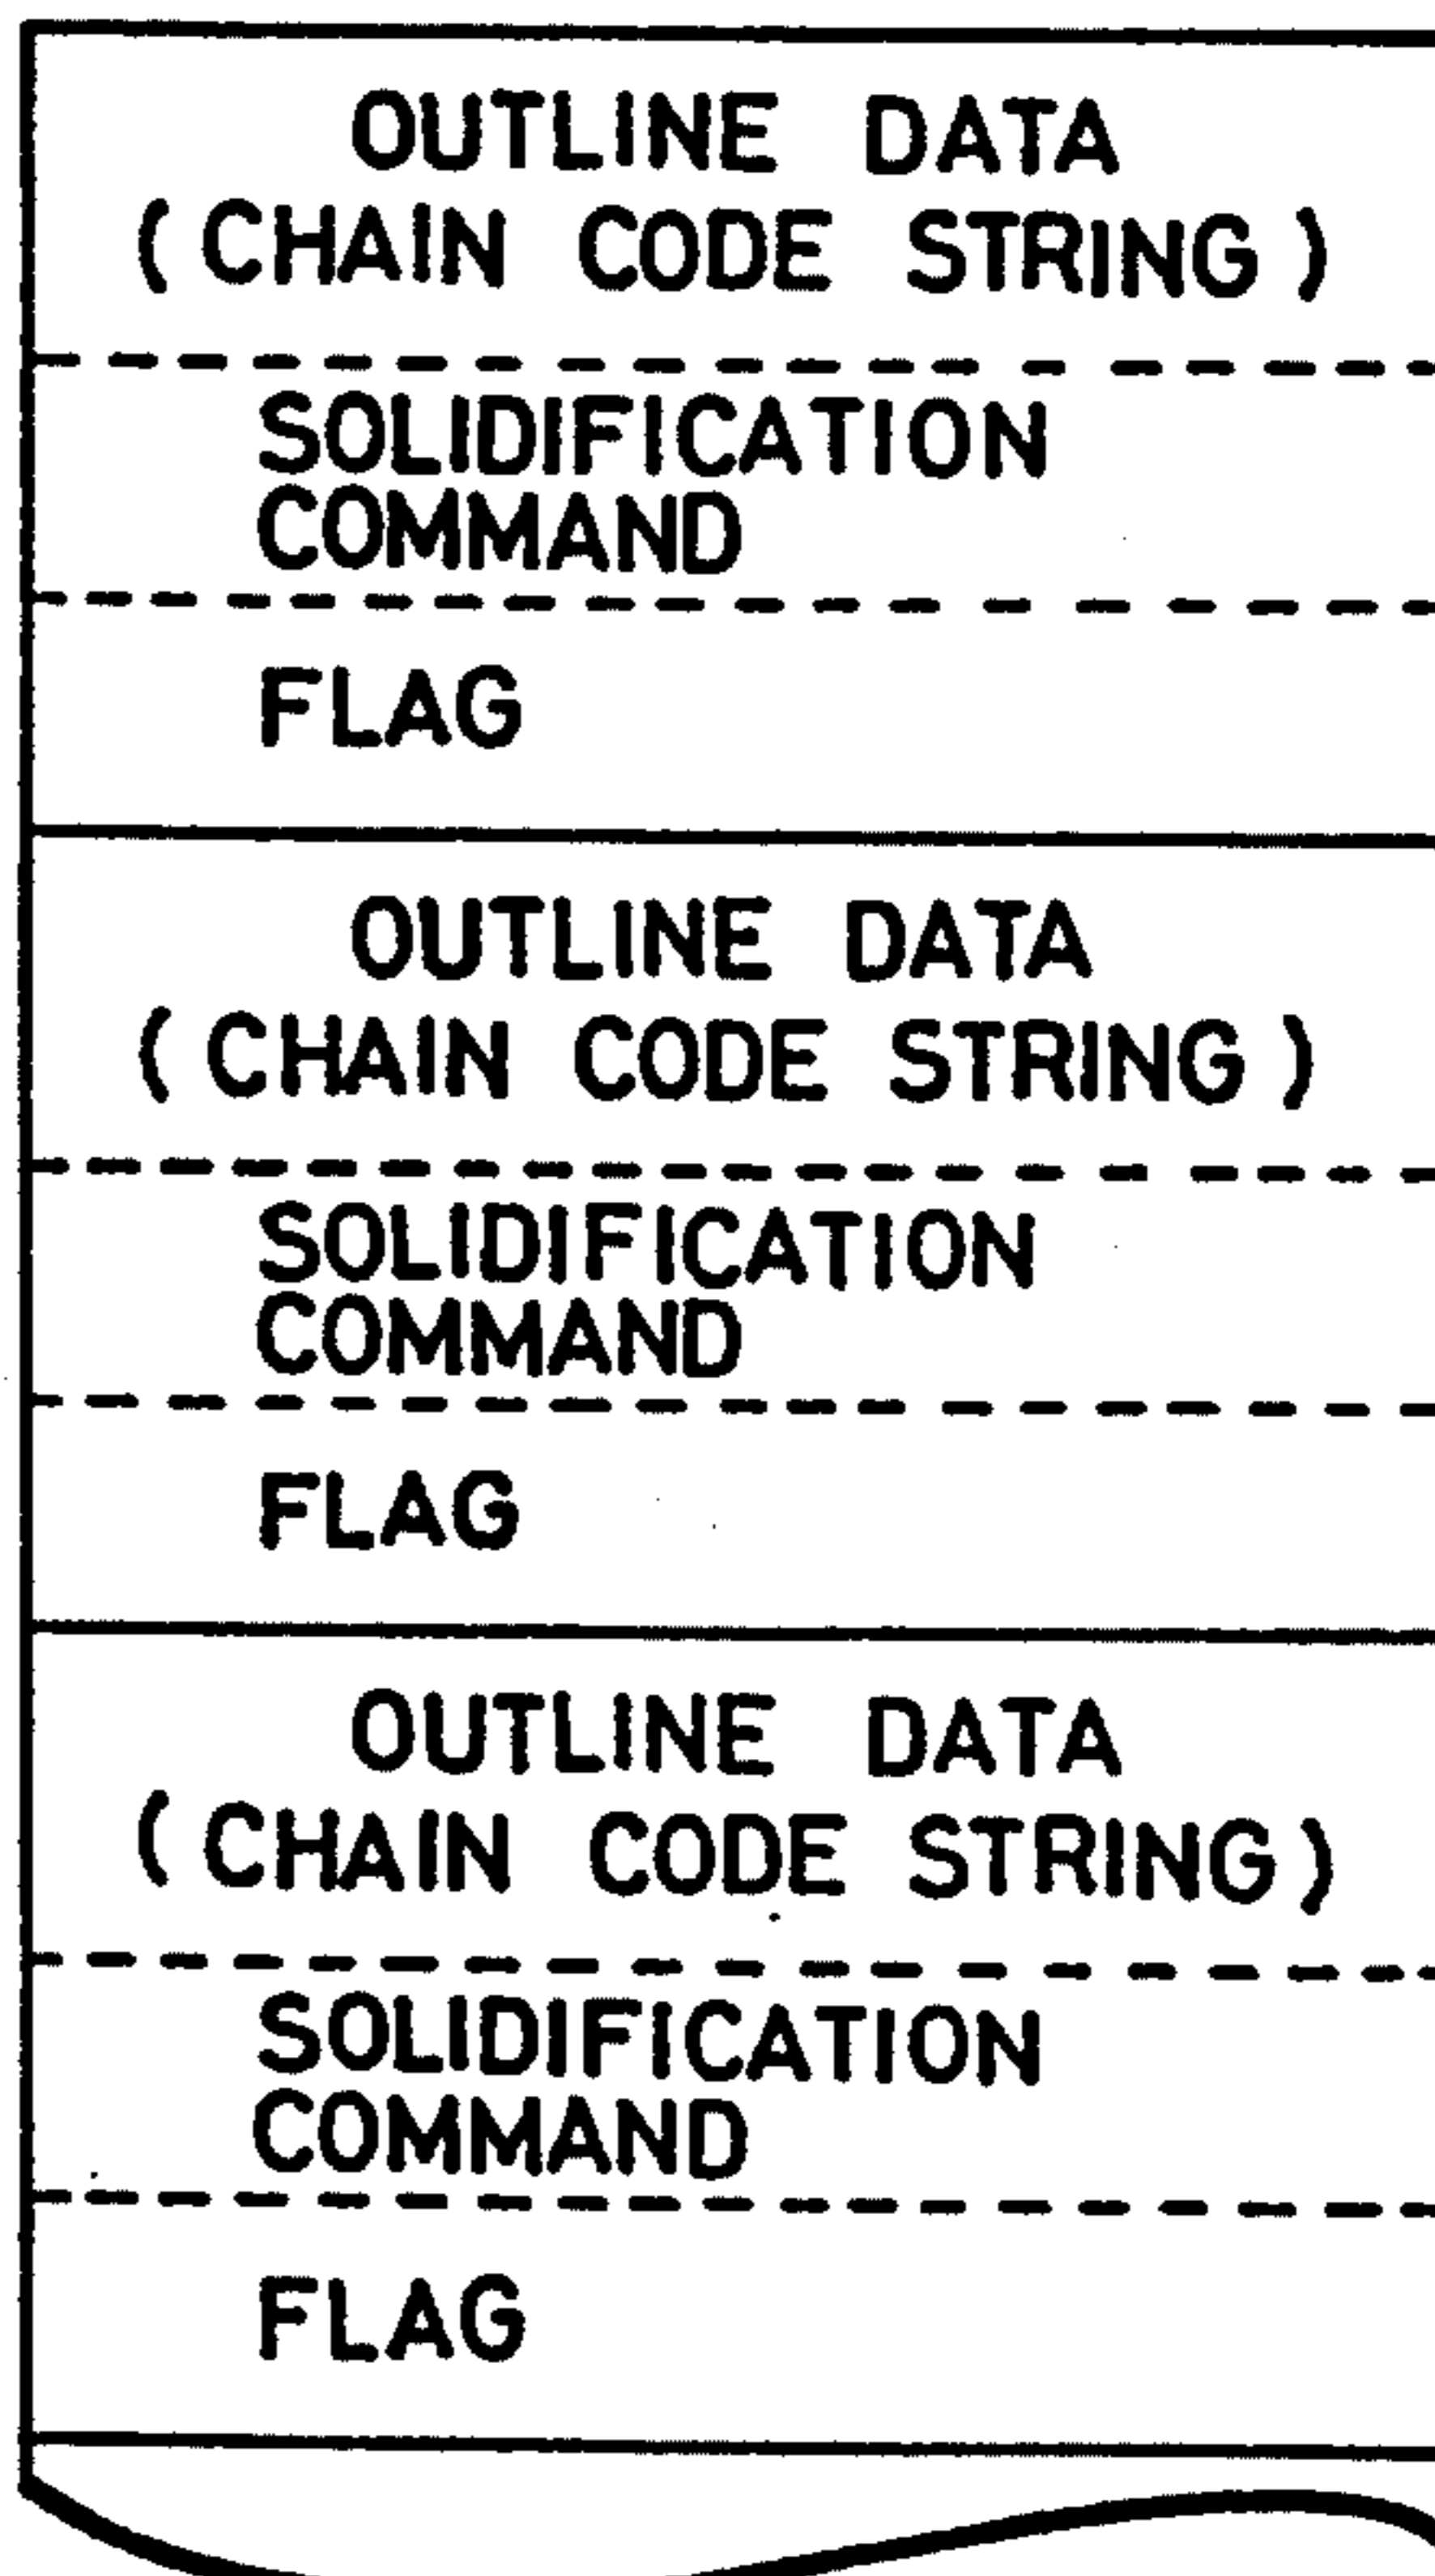 OUTLINE DATA
(CHAIN CODE STRING)
SOLIDIFICATION
COMMAND
FLAG
OUTLINE DATA
(CHAIN CODE STRING)
SOLIDIFICATION
COMMAND
FLAG
OUTLINE DATA
(CHAIN CODE STRING)
SOLIDIFICATION
COMMAND
FLAG